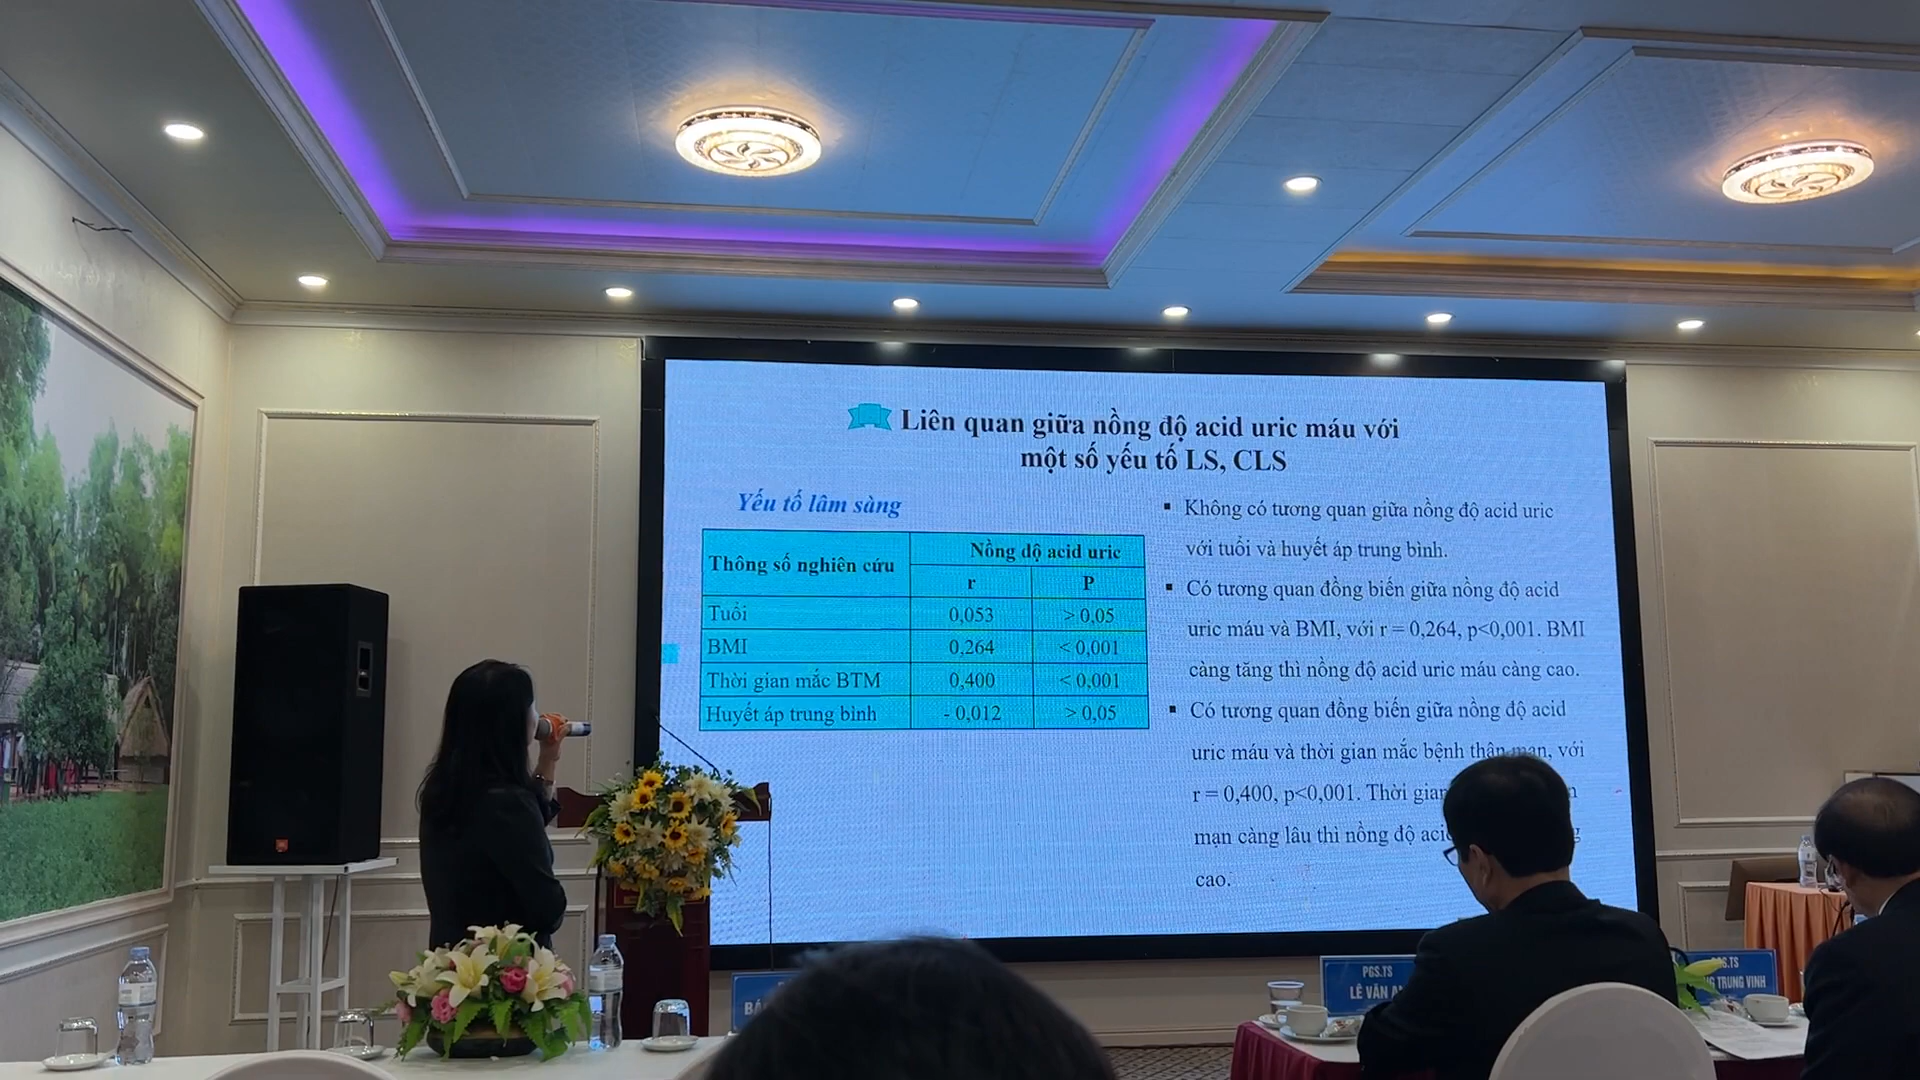 Liên quan giữa nồng độ acid uric máu với
một số yếu tố LS, CLS
Yếu tố lâm sàng
Thông số nghiên cứu
Nồng độ acid uric
r
P
Tuổi 0,053 > 0,05
BMI 0,264 < 0,001
Thời gian mắc BTM 0,400 < 0,001
Huyết áp trung bình - 0,012 > 0,05
▪ Không có tương quan giữa nồng độ acid uric
với tuổi và huyết áp trung bình.
▪ Có tương quan đồng biến giữa nồng độ acid
uric máu và BMI, với r = 0,264, p<0,001. BMI
càng tăng thì nồng độ acid uric máu càng cao.
▪ Có tương quan đồng biến giữa nồng độ acid
uric máu và thời gian mắc bệnh thận mạn, với
r = 0,400, p<0,001. Thời gian
mạn càng lâu thì nồng độ acid
cao.
PGS.TS
LÊ VĂN
TRUNG VINH